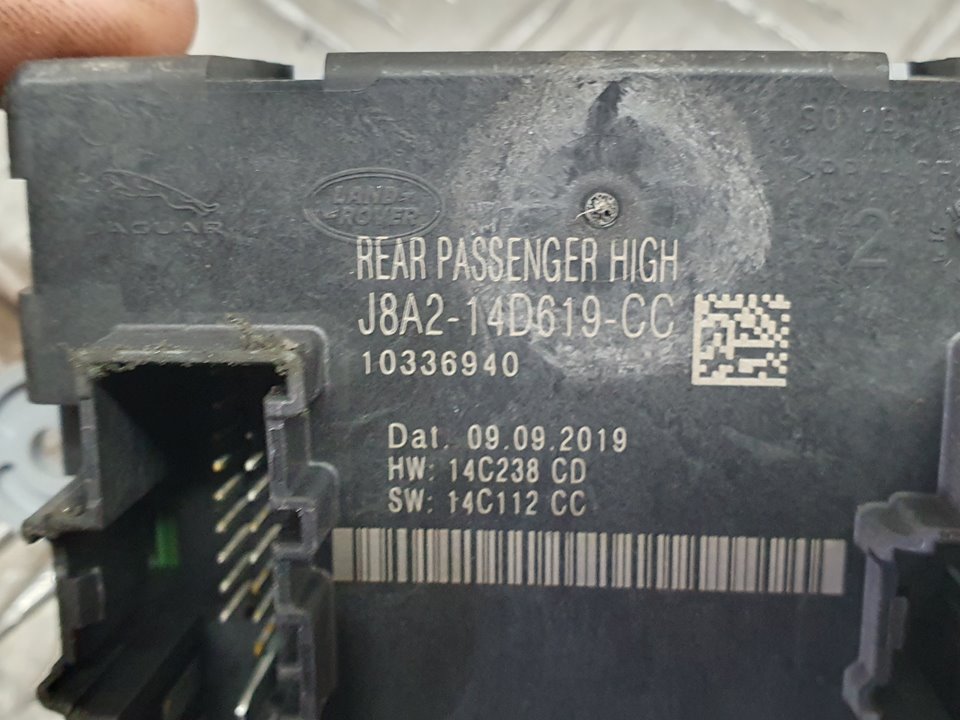 JAGUAR
LAND-
ROVER
REAR PASSENGER HIGH
J8A2-14D619-CC
10336940
2
Dat. 09.09.2019
HW: 14C238 CD
SW: 14C112 CC